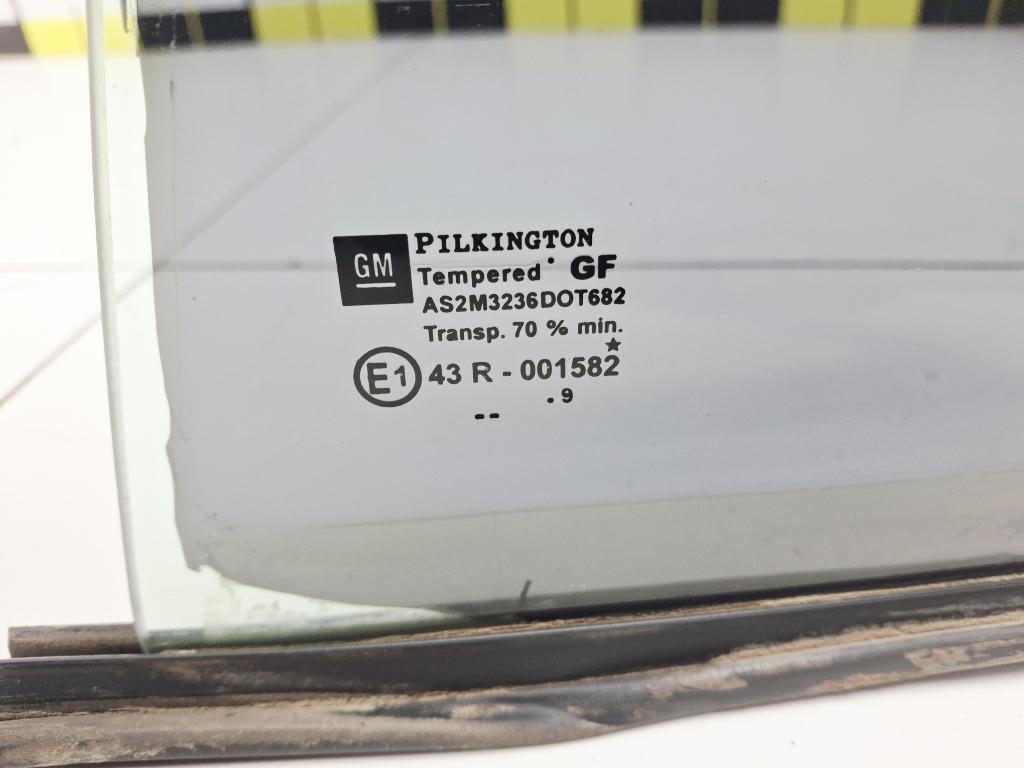 GM
PILKINGTON
Tempered GF
AS2M3236DOT682
Transp. 70 % min.
E1 43 R - 001582
. 9
--